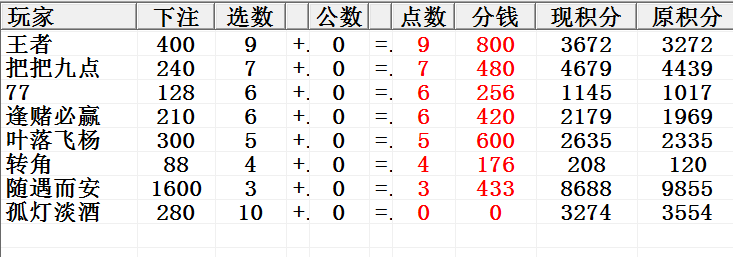 玩家 下注 选数 公数 点数 分钱 现积分 原积分
王者 400 9 +. 0 =. 9 800 3672 3272
把把九点 240 7 +. 0 =. 7 480 4679 4439
77 128 6 +. 0 =. 6 256 1145 1017
逢赌必赢 210 6 +. 0 =. 6 420 2179 1969
叶落飞杨 300 5 +. 0 =. 5 600 2635 2335
转角 88 4 +. 0 =. 4 176 208 120
随遇而安 1600 3 +. 0 =. 3 433 8688 9855
孤灯淡酒 280 10 +. 0 =. 0 0 3274 3554